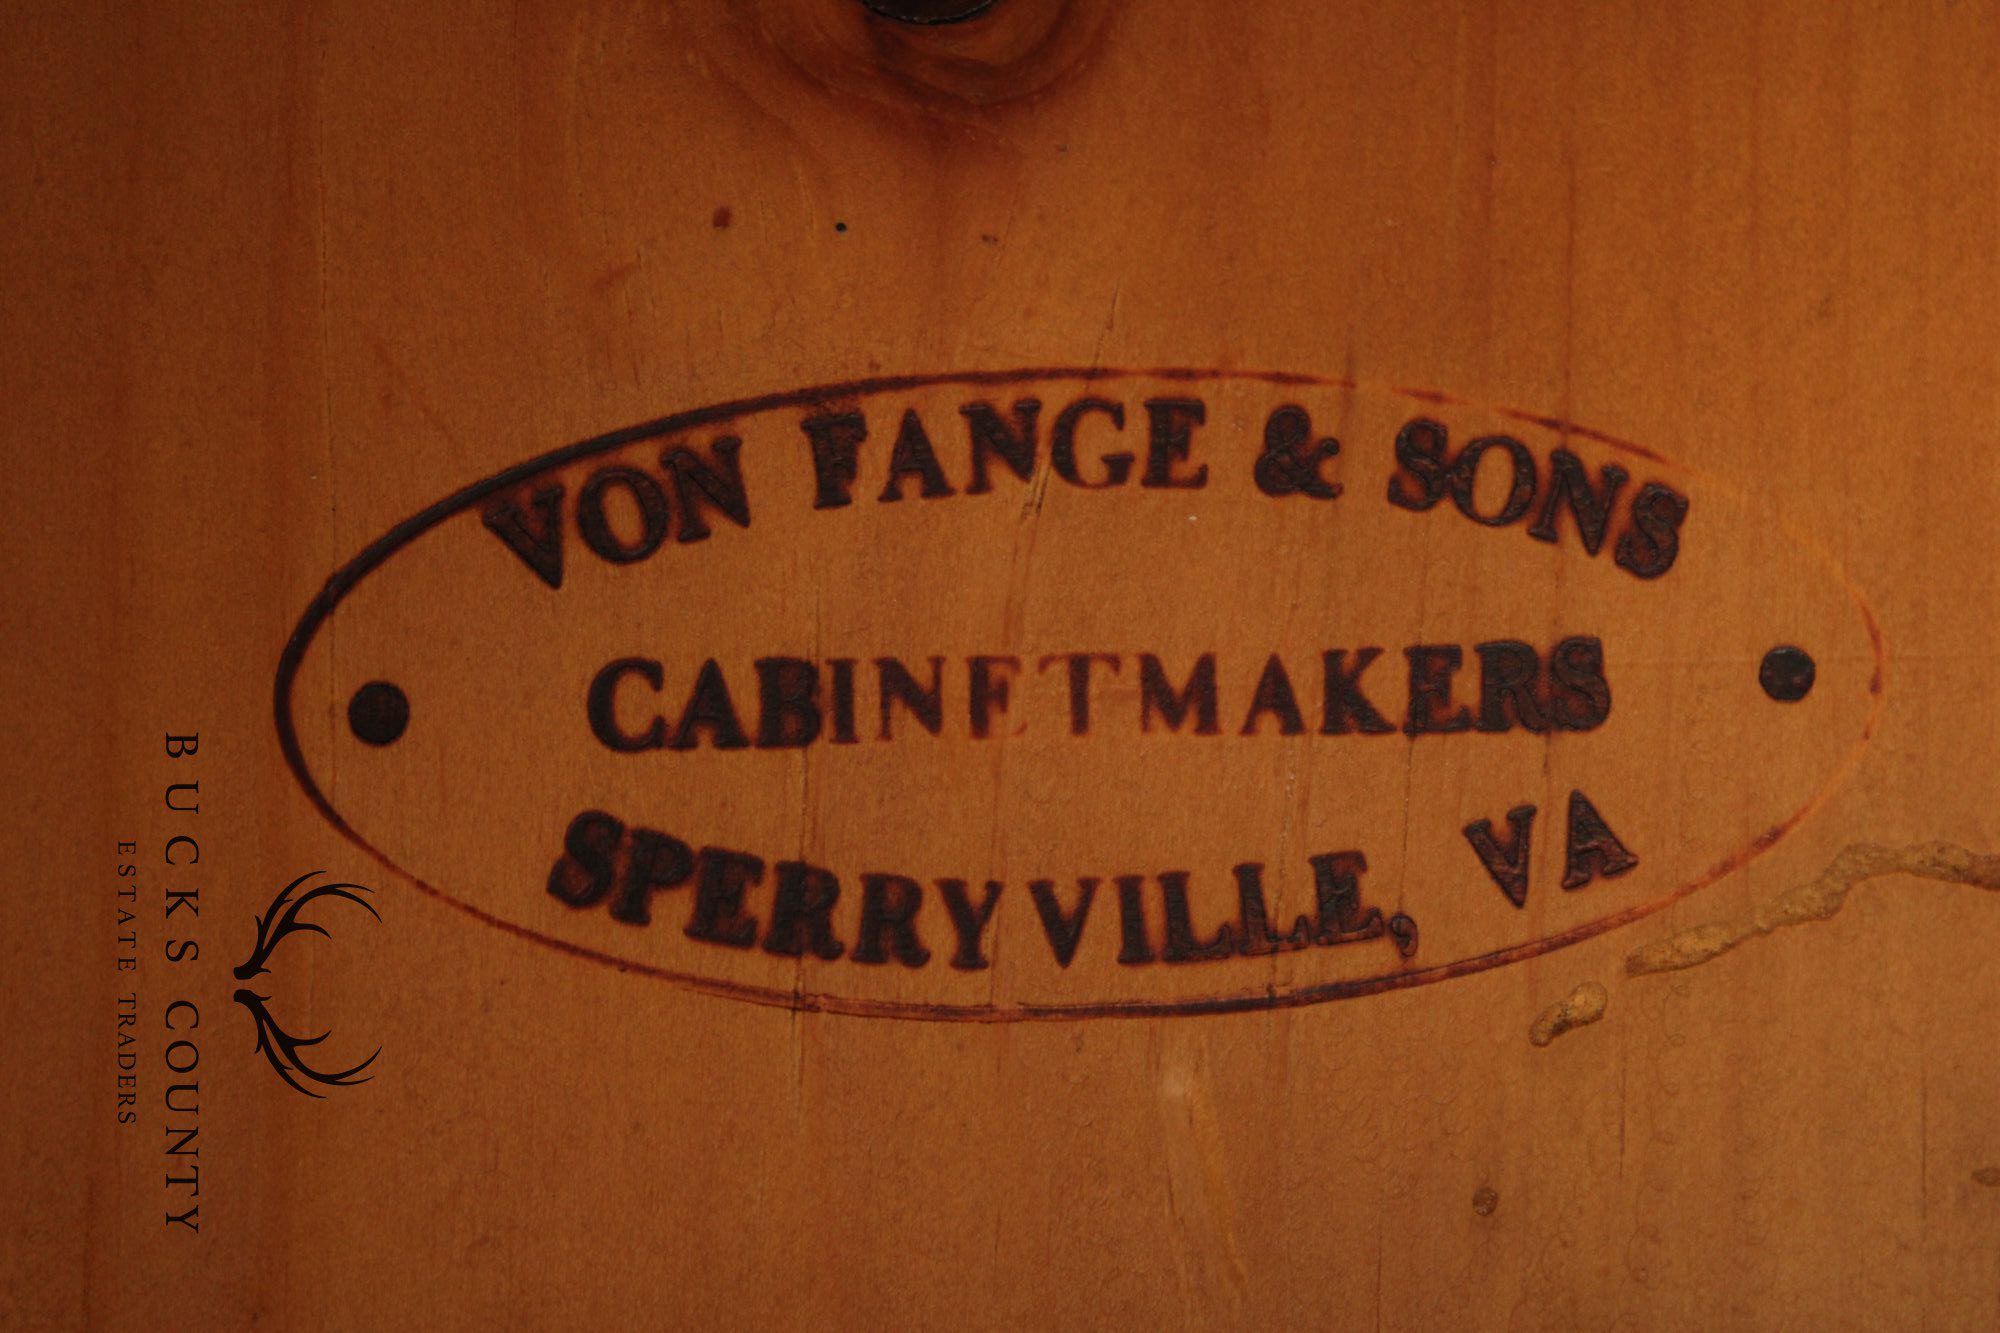 VON FANGE & SONS
CABINETMAKERS
SPERRYVILLE, VA
BUCKS COUNTY
ESTATE TRADERS